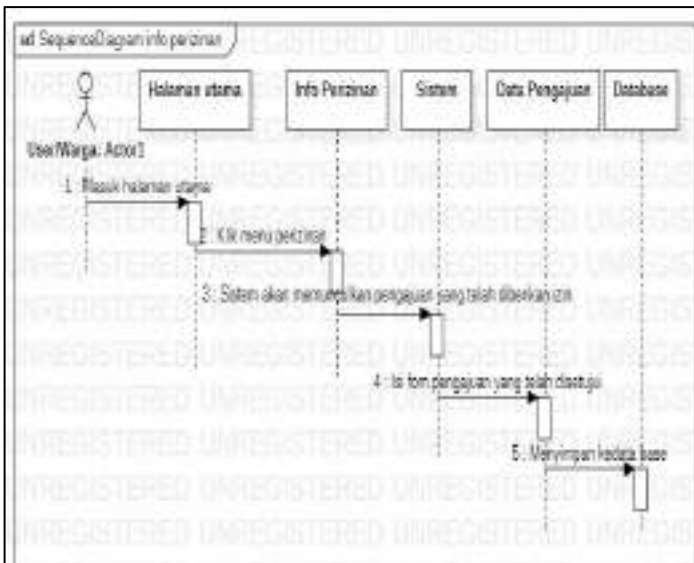 sd SequenceDiagram info perizinan
Halaman utama
Info Perizinan
Sistem
Data Pengajuan
Database
User/Warga: Actor1
1 : Masuk halaman utama
2 : Klik menu perizinan
3 : Sistem akan menampilkan pengajuan yang telah diberikan izin
4 : Isi form pengajuan yang telah disetujui
5 : Menyimpan kedata base
UNREGISTERED